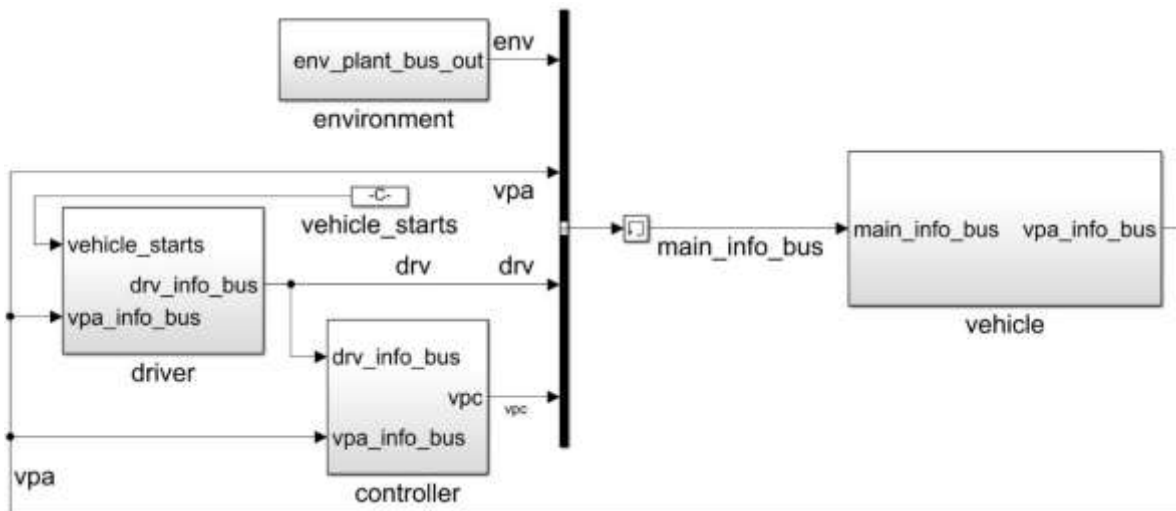 env_plant_bus_out
env
environment
vpa
-C-
vehicle_starts
vehicle_starts
drv_info_bus
vpa_info_bus
driver
drv
drv
drv_info_bus
vpc
vpa_info_bus
controller
vpc
vpa
main_info_bus
main_info_bus
vpa_info_bus
vehicle